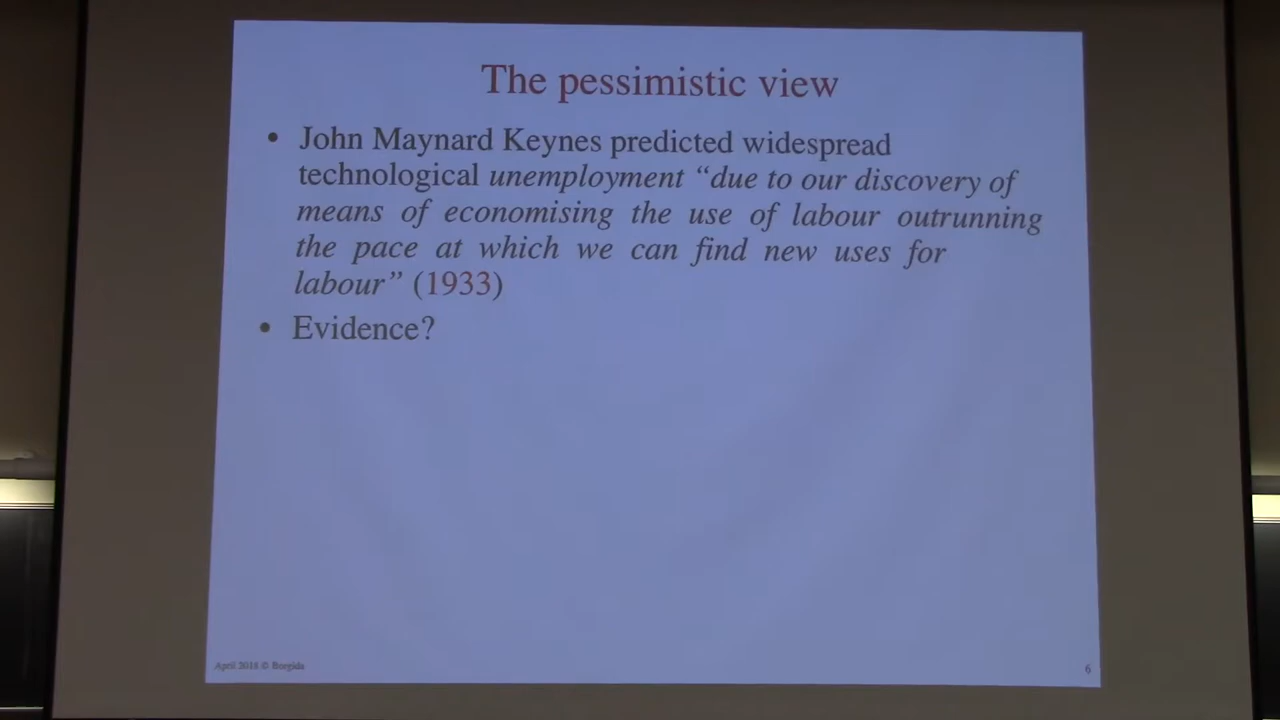 The pessimistic view
• John Maynard Keynes predicted widespread
technological unemployment “due to our discovery of
means of economising the use of labour outrunning
the pace at which we can find new uses for
labour” (1933)
• Evidence?
April 2018 © Borgida
6